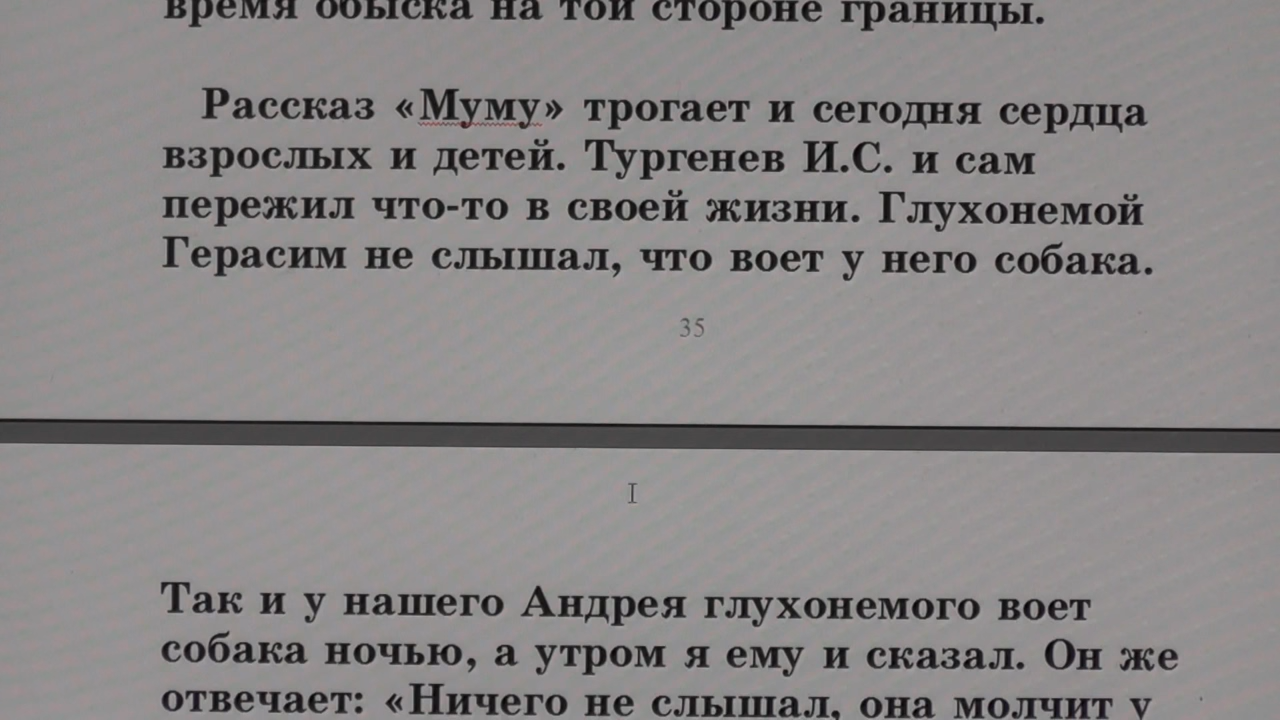 время обыска на той стороне границы.
Рассказ «Муму» трогает и сегодня сердца
взрослых и детей. Тургенев И.С. и сам
пережил что-то в своей жизни. Глухонемой
Герасим не слышал, что воет у него собака.
35
Так и у нашего Андрея глухонемого воет
собака ночью, а утром я ему и сказал. Он же
отвечает: «Ничего не слышал, она молчит у